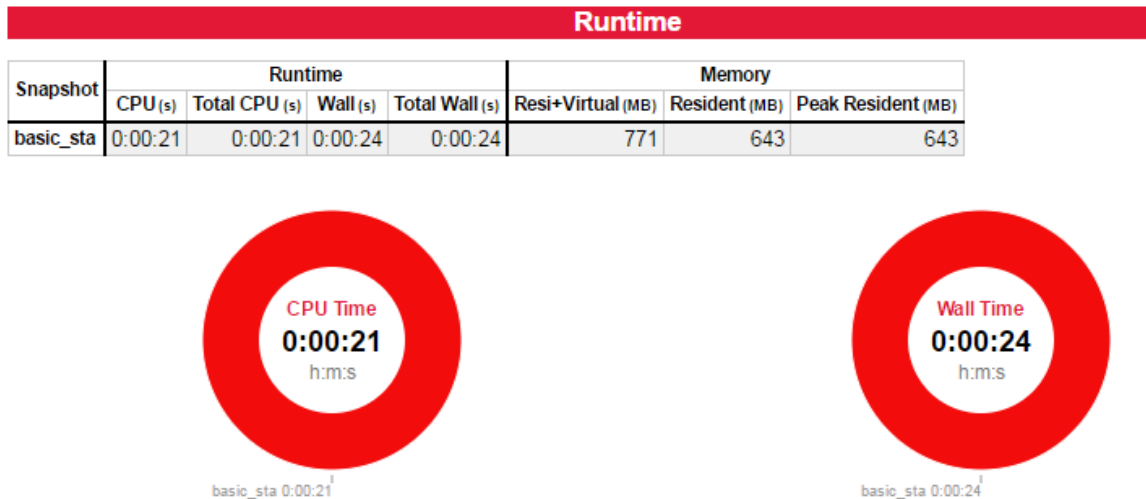 Runtime
Snapshot Runtime Memory
CPU (s) Total CPU (s) Wall (s) Total Wall (s) Resi+Virtual (MB) Resident (MB) Peak Resident (MB)
basic_sta 0:00:21 0:00:21 0:00:24 0:00:24 771 643 643
CPU Time
0:00:21
h:m:s
basic_sta 0:00:21
Wall Time
0:00:24
h:m:s
basic_sta 0:00:24